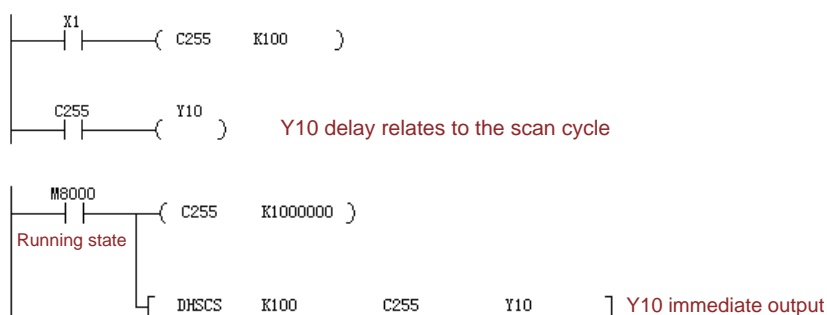 X1
C255 K100
C255 Y10 Y10 delay relates to the scan cycle
M8000
C255 K1000000
Running state
DHSCS K100 C255 Y10 Y10 immediate output